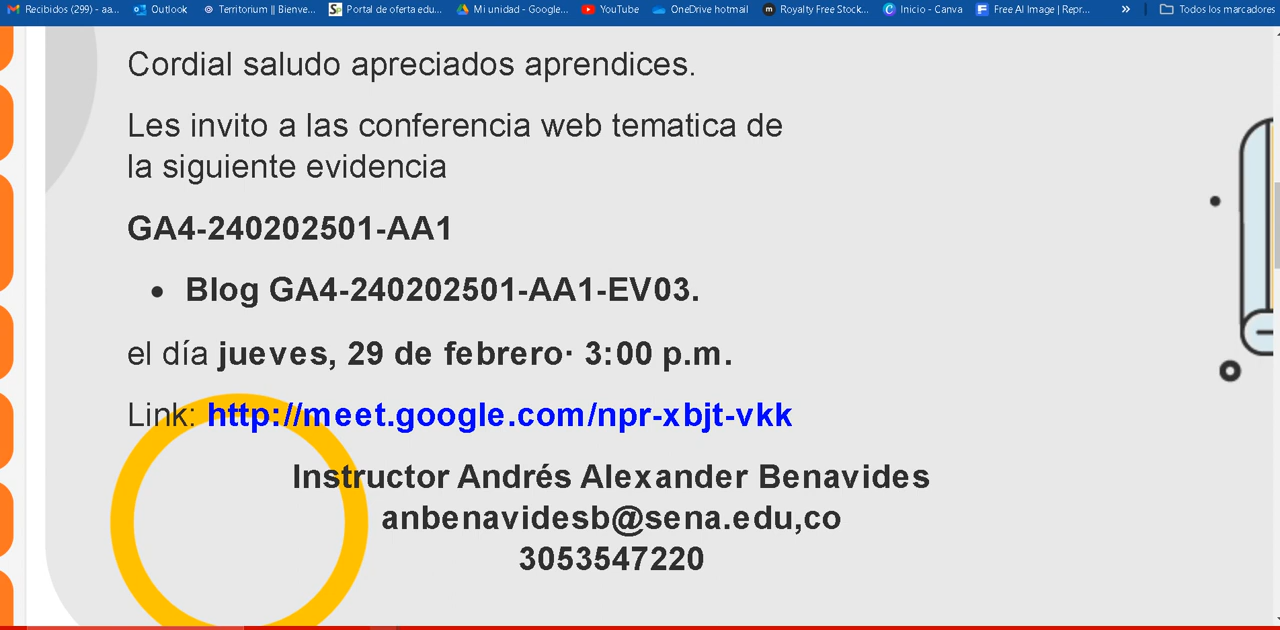 Recibidos (299) - aa... Outlook Territorium || Bienve... Portal de oferta edu... Mi unidad - Google... YouTube OneDrive hotmail Royalty Free Stock... Inicio - Canva Free AI Image | Repr... » Todos los marcadores
Cordial saludo apreciados aprendices.
Les invito a las conferencia web tematica de
la siguiente evidencia
GA4-240202501-AA1
• Blog GA4-240202501-AA1-EV03.
el día jueves, 29 de febrero· 3:00 p.m.
Link: http://meet.google.com/npr-xbjt-vkk
Instructor Andrés Alexander Benavides
anbenavidesb@sena.edu,co
3053547220